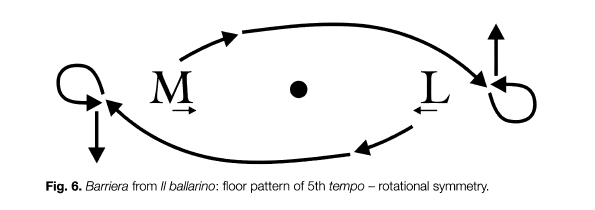 M L
Fig. 6. Barriera from Il ballarino: floor pattern of 5th tempo – rotational symmetry.